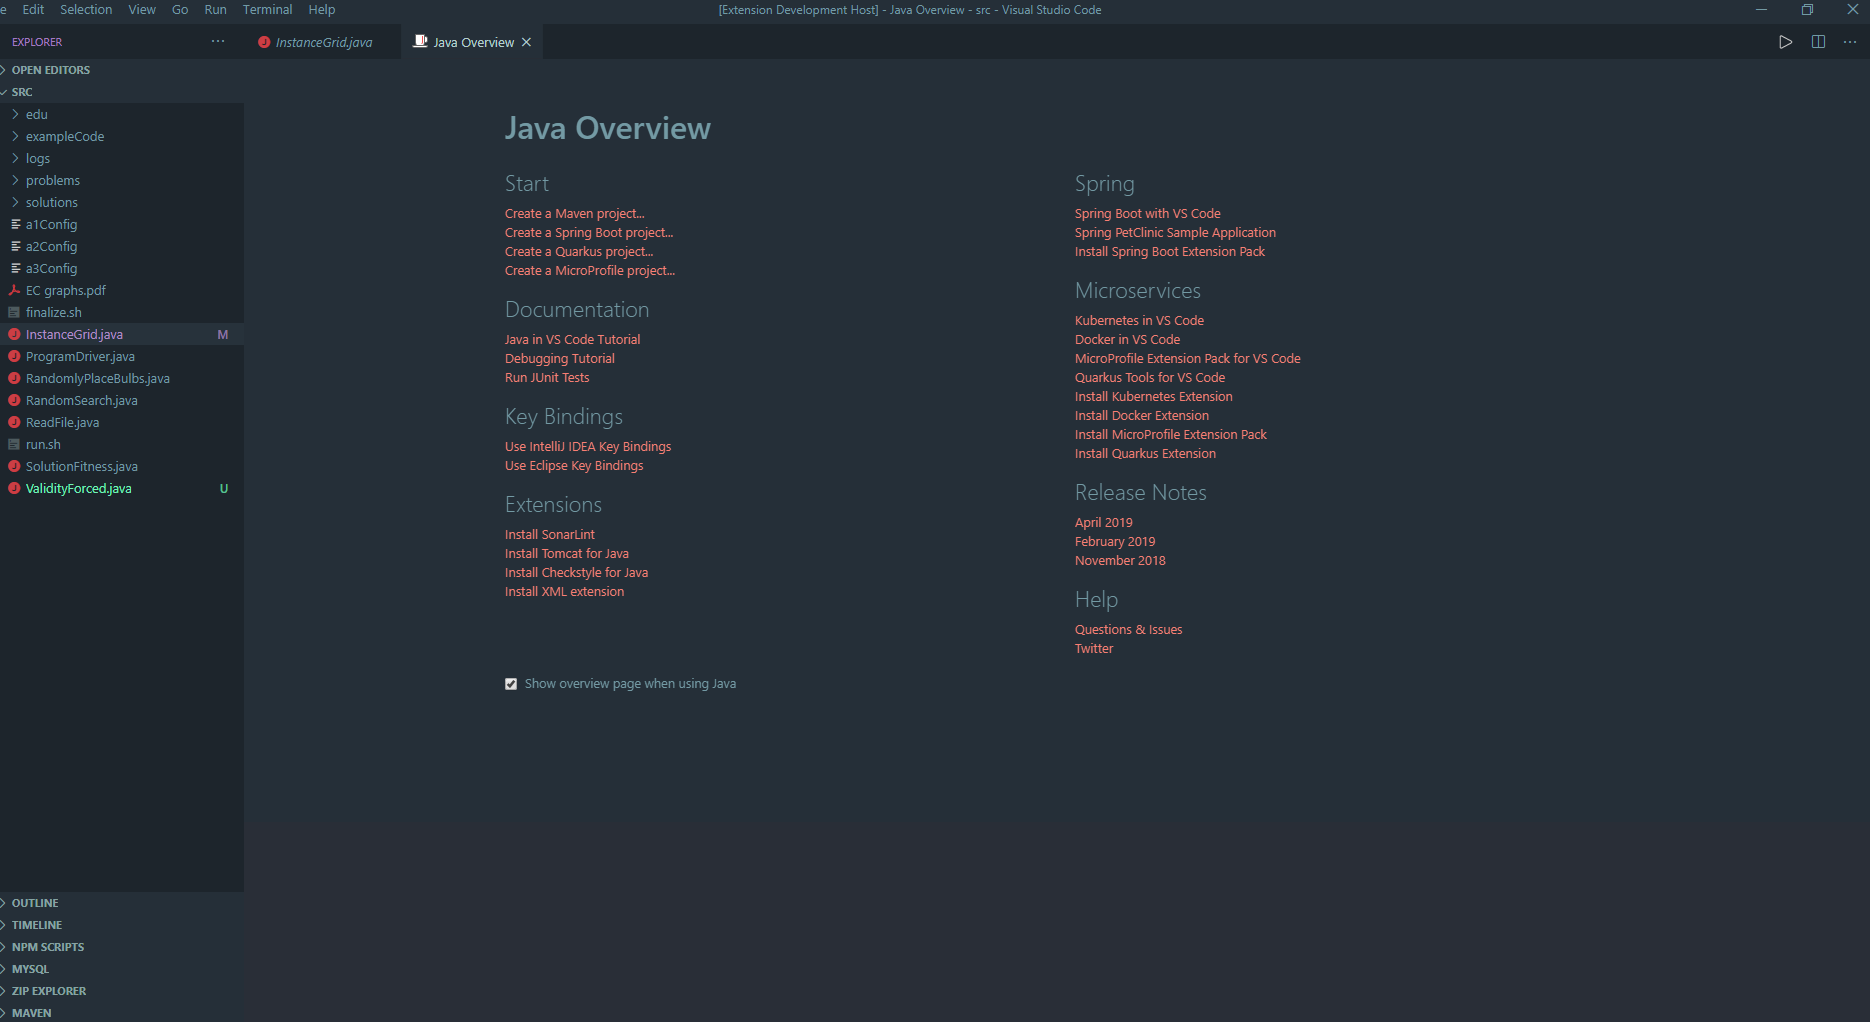 e Edit Selection View Go Run Terminal Help
[Extension Development Host] - Java Overview - src - Visual Studio Code
EXPLORER
InstanceGrid.java
Java Overview
OPEN EDITORS
SRC
edu
exampleCode
logs
problems
solutions
a1Config
a2Config
a3Config
EC graphs.pdf
finalize.sh
InstanceGrid.java M
ProgramDriver.java
RandomlyPlaceBulbs.java
RandomSearch.java
ReadFile.java
run.sh
SolutionFitness.java
ValidityForced.java U
OUTLINE
TIMELINE
NPM SCRIPTS
MYSQL
ZIP EXPLORER
MAVEN
Java Overview
Start
Create a Maven project...
Create a Spring Boot project...
Create a Quarkus project...
Create a MicroProfile project...
Documentation
Java in VS Code Tutorial
Debugging Tutorial
Run JUnit Tests
Key Bindings
Use IntelliJ IDEA Key Bindings
Use Eclipse Key Bindings
Extensions
Install SonarLint
Install Tomcat for Java
Install Checkstyle for Java
Install XML extension
Spring
Spring Boot with VS Code
Spring PetClinic Sample Application
Install Spring Boot Extension Pack
Microservices
Kubernetes in VS Code
Docker in VS Code
MicroProfile Extension Pack for VS Code
Quarkus Tools for VS Code
Install Kubernetes Extension
Install Docker Extension
Install MicroProfile Extension Pack
Install Quarkus Extension
Release Notes
April 2019
February 2019
November 2018
Help
Questions & Issues
Twitter
Show overview page when using Java